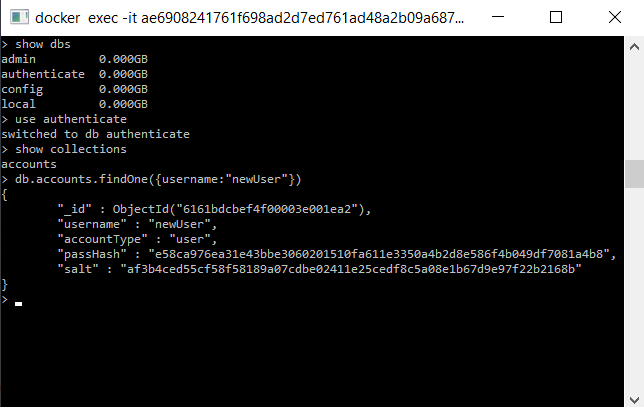 docker exec -it ae6908241761f698ad2d7ed761ad48a2b09a687...
> show dbs
admin         0.000GB
authenticate  0.000GB
config        0.000GB
local         0.000GB
> use authenticate
switched to db authenticate
> show collections
accounts
> db.accounts.findOne({username:"newUser"})
{
        "_id" : ObjectId("6161bdcbef4f00003e001ea2"),
        "username" : "newUser",
        "accountType" : "user",
        "passHash" : "e58ca976ea31e43bbe3060201510fa611e3350a4b2d8e586f4b049df7081a4b8",
        "salt" : "af3b4ced55cf58f58189a07cdbe02411e25cedf8c5a08e1b67d9e97f22b2168b"
}
>